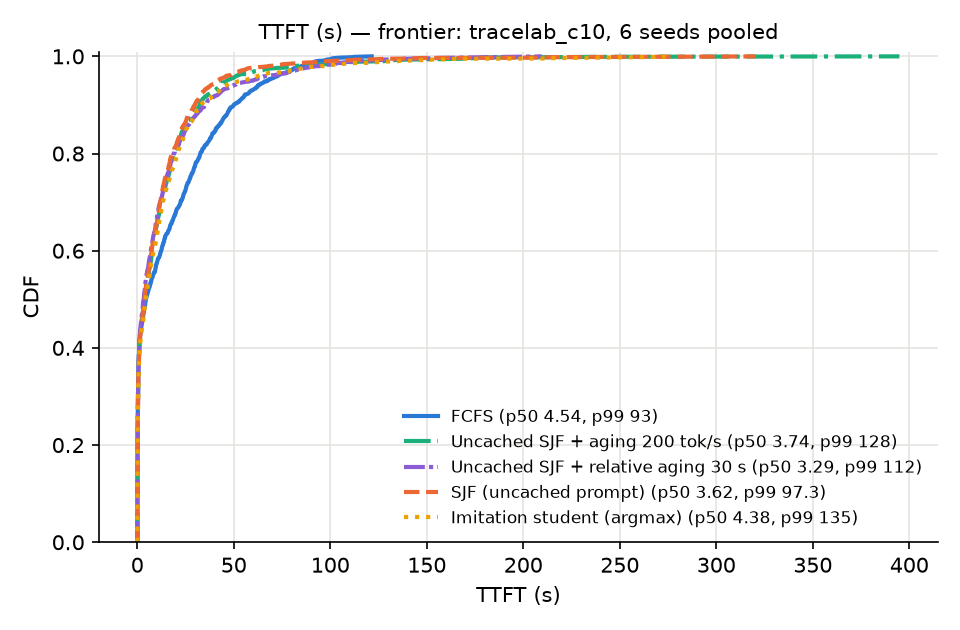 TTFT (s) — frontier: tracelab_c10, 6 seeds pooled
1.0
0.8
0.6
0.4
0.2
0.0
CDF
FCFS (p50 4.54, p99 93)
Uncached SJF + aging 200 tok/s (p50 3.74, p99 128)
Uncached SJF + relative aging 30 s (p50 3.29, p99 112)
SJF (uncached prompt) (p50 3.62, p99 97.3)
Imitation student (argmax) (p50 4.38, p99 135)
0 50 100 150 200 250 300 350 400
TTFT (s)